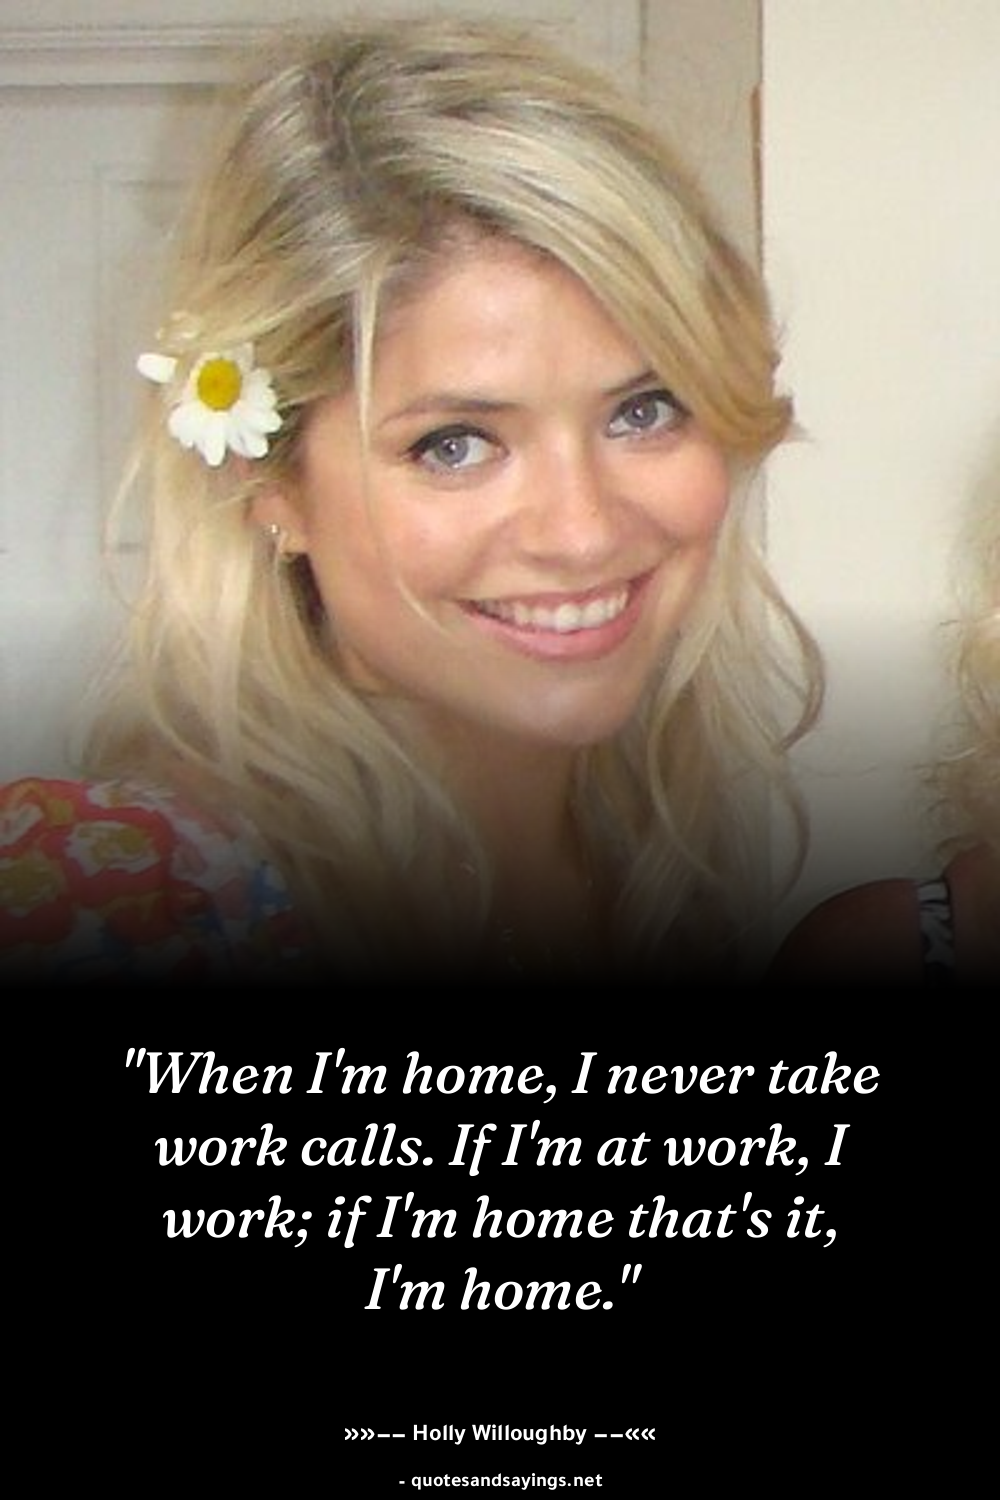 "When I'm home, I never take
work calls. If I'm at work, I
work; if I'm home that's it,
I'm home."
»»-- Holly Willoughby --««
- quotesandsayings.net